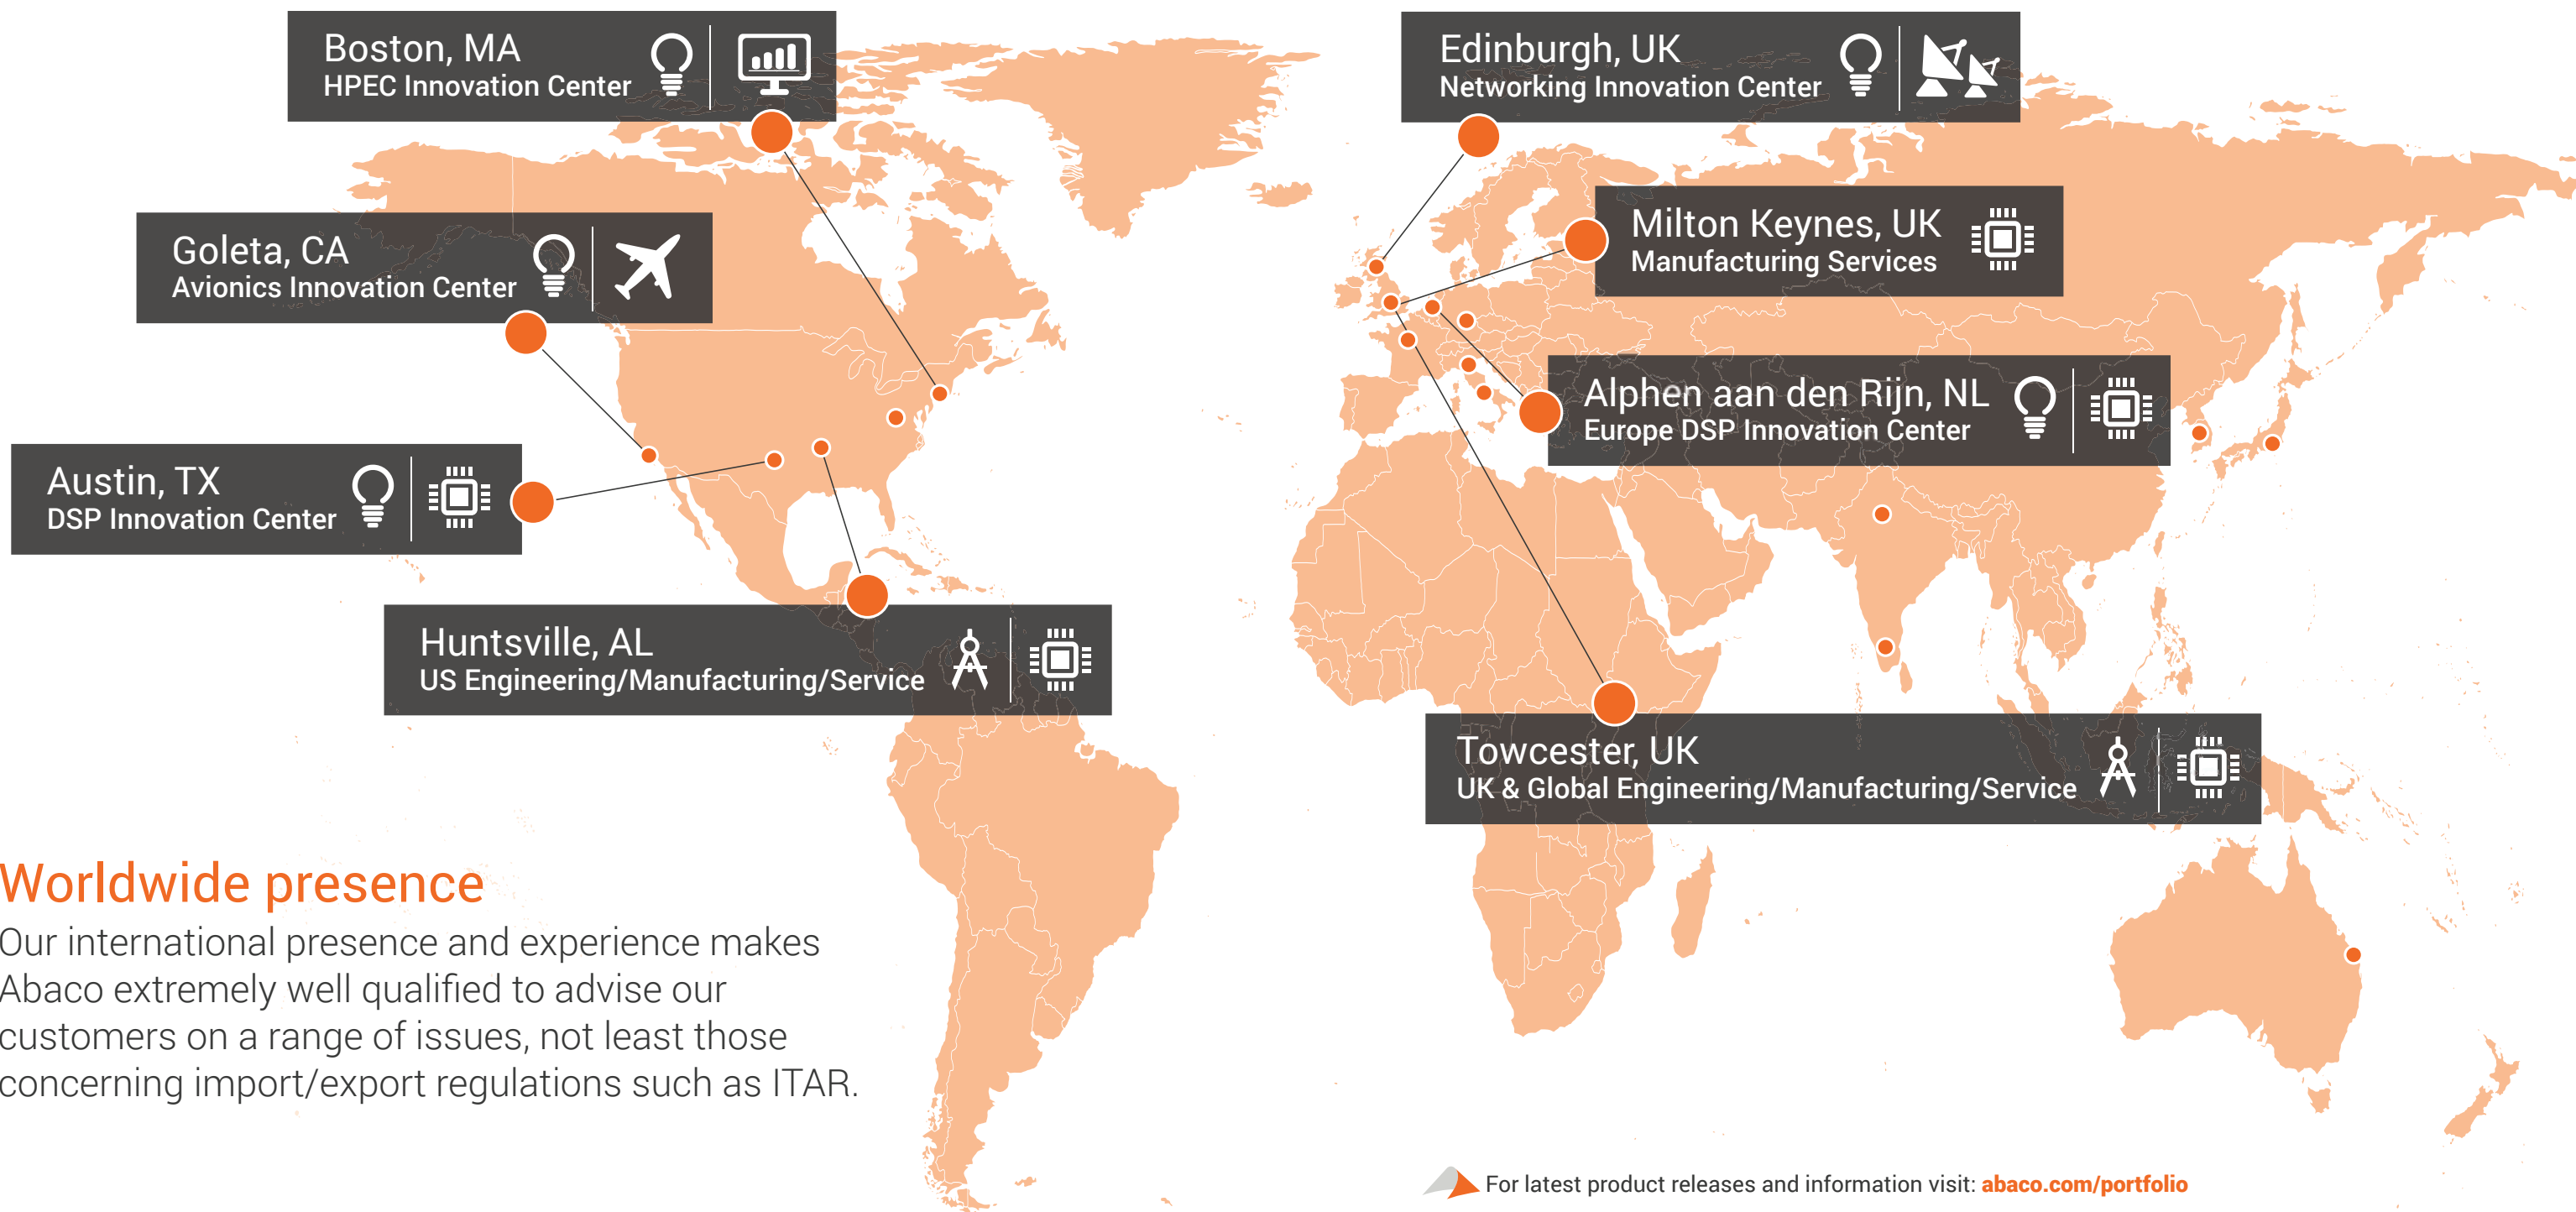 Boston, MA
HPEC Innovation Center
Goleta, CA
Avionics Innovation Center
Austin, TX
DSP Innovation Center
Huntsville, AL
US Engineering/Manufacturing/Service
Edinburgh, UK
Networking Innovation Center
Milton Keynes, UK
Manufacturing Services
Alphen aan den Rijn, NL
Europe DSP Innovation Center
Towcester, UK
UK & Global Engineering/Manufacturing/Service
Worldwide presence
Our international presence and experience makes
Abaco extremely well qualified to advise our
customers on a range of issues, not least those
concerning import/export regulations such as ITAR.
For latest product releases and information visit: abaco.com/portfolio